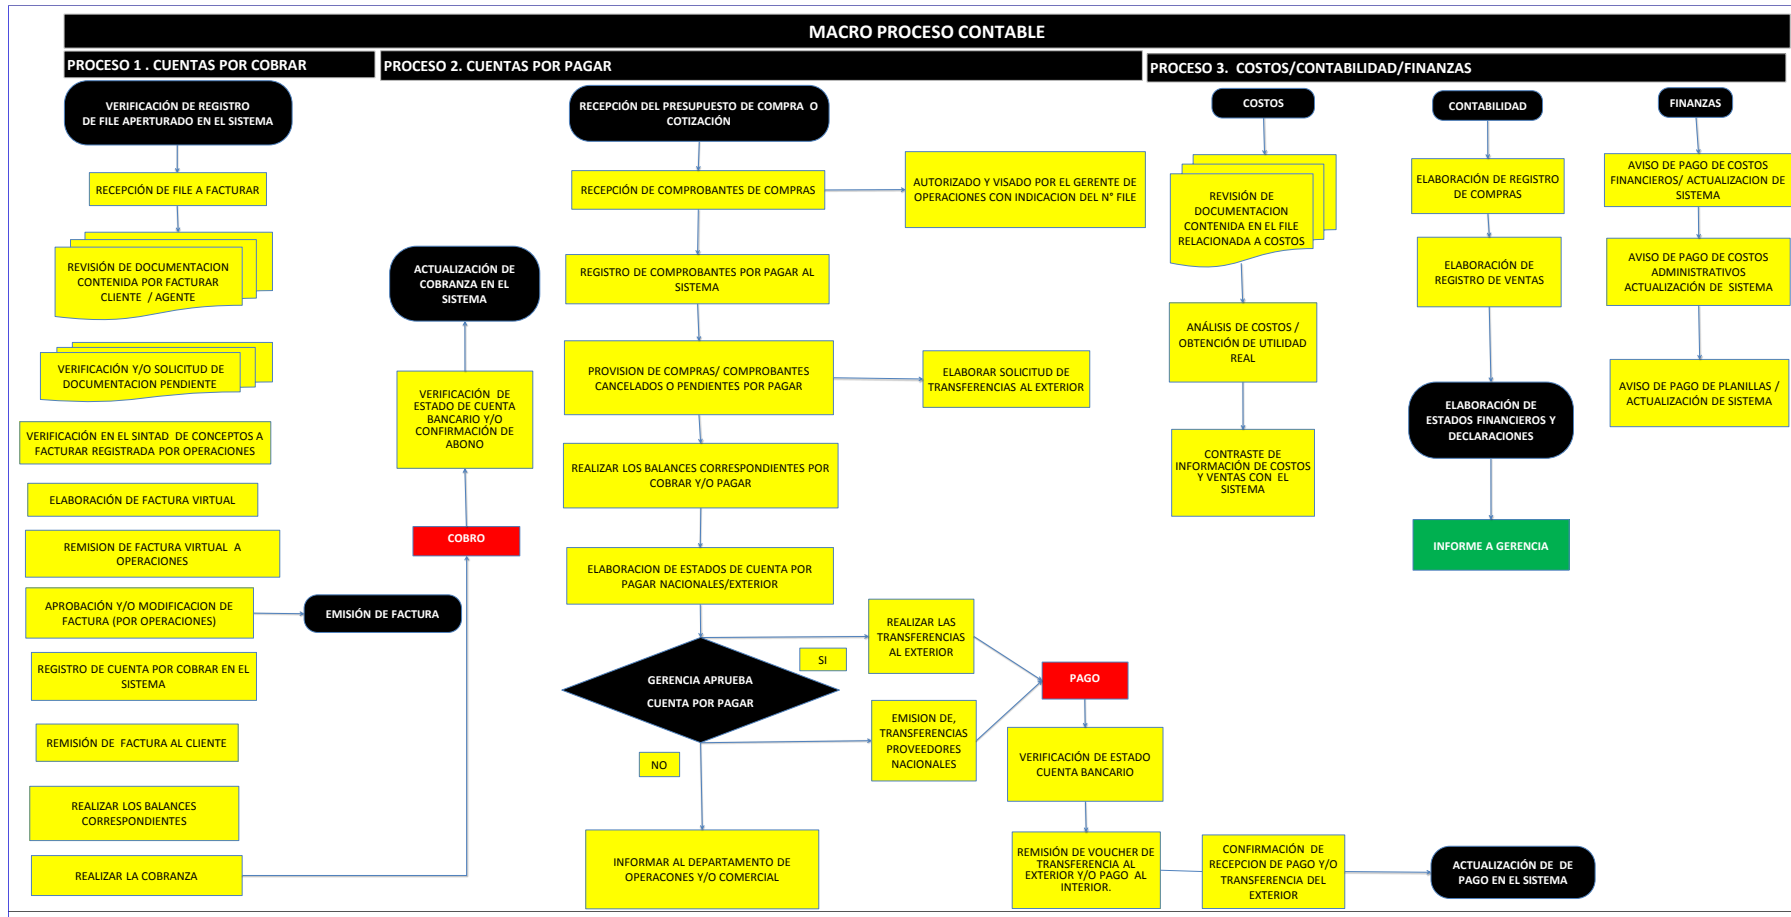 MACRO PROCESO CONTABLE
PROCESO 1 . CUENTAS POR COBRAR
VERIFICACIÓN DE REGISTRO
DE FILE APERTURADO EN EL SISTEMA
RECEPCIÓN DE FILE A FACTURAR
REVISIÓN DE DOCUMENTACION
CONTENIDA POR FACTURAR
CLIENTE / AGENTE
VERIFICACIÓN Y/O SOLICITUD DE
DOCUMENTACION PENDIENTE
VERIFICACIÓN EN EL SINTAD DE CONCEPTOS A
FACTURAR REGISTRADA POR OPERACIONES
ELABORACIÓN DE FACTURA VIRTUAL
REMISION DE FACTURA VIRTUAL A
OPERACIONES
APROBACIÓN Y/O MODIFICACION DE
FACTURA (POR OPERACIONES)
EMISIÓN DE FACTURA
REGISTRO DE CUENTA POR COBRAR EN EL
SISTEMA
REMISIÓN DE FACTURA AL CLIENTE
REALIZAR LOS BALANCES
CORRESPONDIENTES
REALIZAR LA COBRANZA
COBRO
VERIFICACIÓN DE
ESTADO DE CUENTA
BANCARIO Y/O
CONFIRMACIÓN DE
ABONO
ACTUALIZACIÓN DE
COBRANZA EN EL
SISTEMA
PROCESO 2. CUENTAS POR PAGAR
RECEPCIÓN DEL PRESUPUESTO DE COMPRA O
COTIZACIÓN
RECEPCIÓN DE COMPROBANTES DE COMPRAS
AUTORIZADO Y VISADO POR EL GERENTE DE
OPERACIONES CON INDICACION DEL N° FILE
REGISTRO DE COMPROBANTES POR PAGAR AL
SISTEMA
PROVISION DE COMPRAS/ COMPROBANTES
CANCELADOS O PENDIENTES POR PAGAR
ELABORAR SOLICITUD DE
TRANSFERENCIAS AL EXTERIOR
REALIZAR LOS BALANCES CORRESPONDIENTES POR
COBRAR Y/O PAGAR
ELABORACION DE ESTADOS DE CUENTA POR
PAGAR NACIONALES/EXTERIOR
GERENCIA APRUEBA
CUENTA POR PAGAR
SI
REALIZAR LAS
TRANSFERENCIAS
AL EXTERIOR
NO
EMISION DE,
TRANSFERENCIAS
PROVEEDORES
NACIONALES
INFORMAR AL DEPARTAMENTO DE
OPERACONES Y/O COMERCIAL
PAGO
VERIFICACIÓN DE ESTADO
CUENTA BANCARIO
REMISIÓN DE VOUCHER DE
TRANSFERENCIA AL
EXTERIOR Y/O PAGO AL
INTERIOR.
CONFIRMACIÓN DE
RECEPCION DE PAGO Y/O
TRANSFERENCIA DEL
EXTERIOR
ACTUALIZACIÓN DE DE
PAGO EN EL SISTEMA
PROCESO 3. COSTOS/CONTABILIDAD/FINANZAS
COSTOS
REVISIÓN DE
DOCUMENTACION
CONTENIDA EN EL FILE
RELACIONADA A COSTOS
ANÁLISIS DE COSTOS /
OBTENCIÓN DE UTILIDAD
REAL
CONTRASTE DE
INFORMACIÓN DE COSTOS
Y VENTAS CON EL
SISTEMA
CONTABILIDAD
ELABORACIÓN DE REGISTRO
DE COMPRAS
ELABORACIÓN DE
REGISTRO DE VENTAS
ELABORACIÓN DE
ESTADOS FINANCIEROS Y
DECLARACIONES
INFORME A GERENCIA
FINANZAS
AVISO DE PAGO DE COSTOS
FINANCIEROS/ ACTUALIZACION DE
SISTEMA
AVISO DE PAGO DE COSTOS
ADMINISTRATIVOS
ACTUALIZACIÓN DE SISTEMA
AVISO DE PAGO DE PLANILLAS /
ACTUALIZACIÓN DE SISTEMA